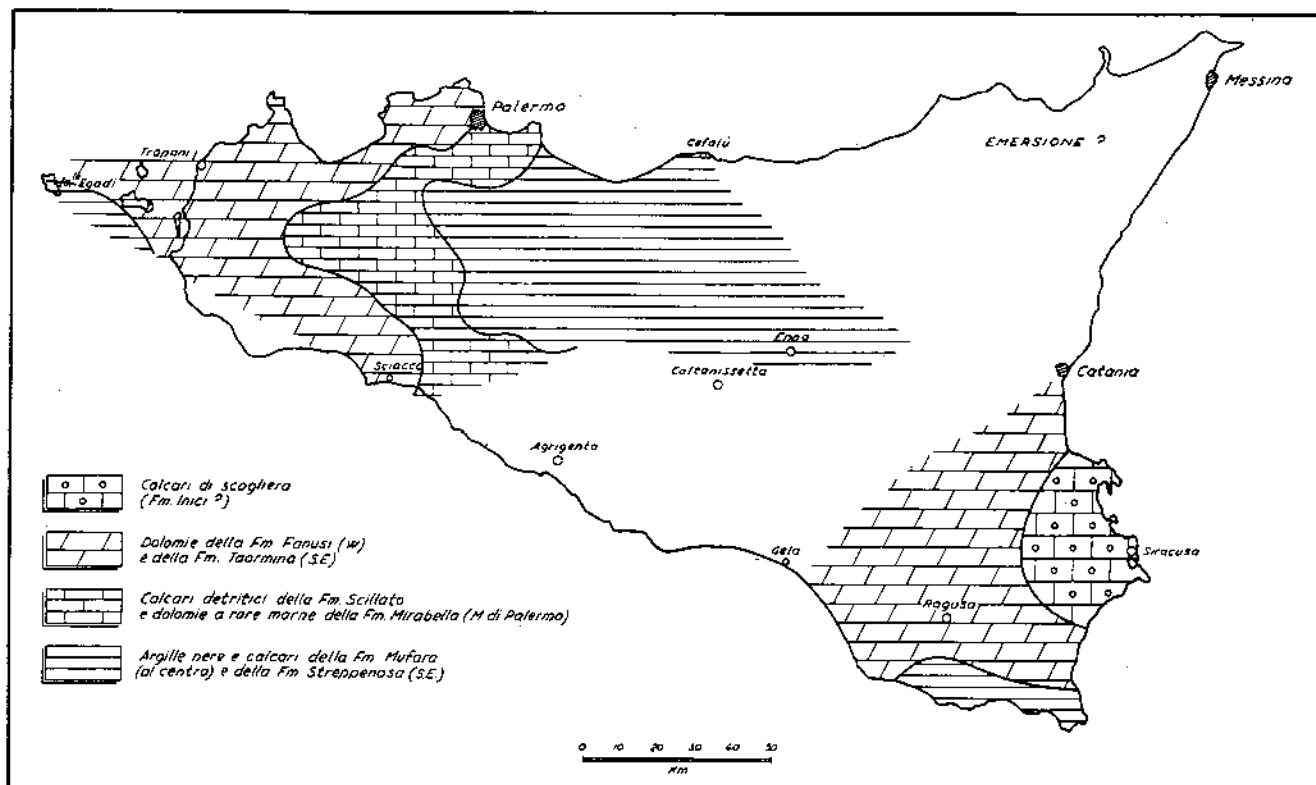 Messina
Palermo
Cefalù
EMERSIONE ?
Trapani
Is.le Egadi
Enna
Sciacca
Caltanissetta
Catania
Agrigento
Calcari di scogliera
(Fm. Inici ?)
Siracusa
Dolomie della Fm Fanusi (W)
e della Fm. Taormina (S.E)
Gela
Ragusa
Calcari detritici della Fm. Scillato
e dolomie a rare marne della Fm. Mirabella (M di Palermo)
Argille nere e calcari della Fm Mufara
(al centro) e della Fm Streppenosa (S.E.)
0 10 20 30 40 50
Km